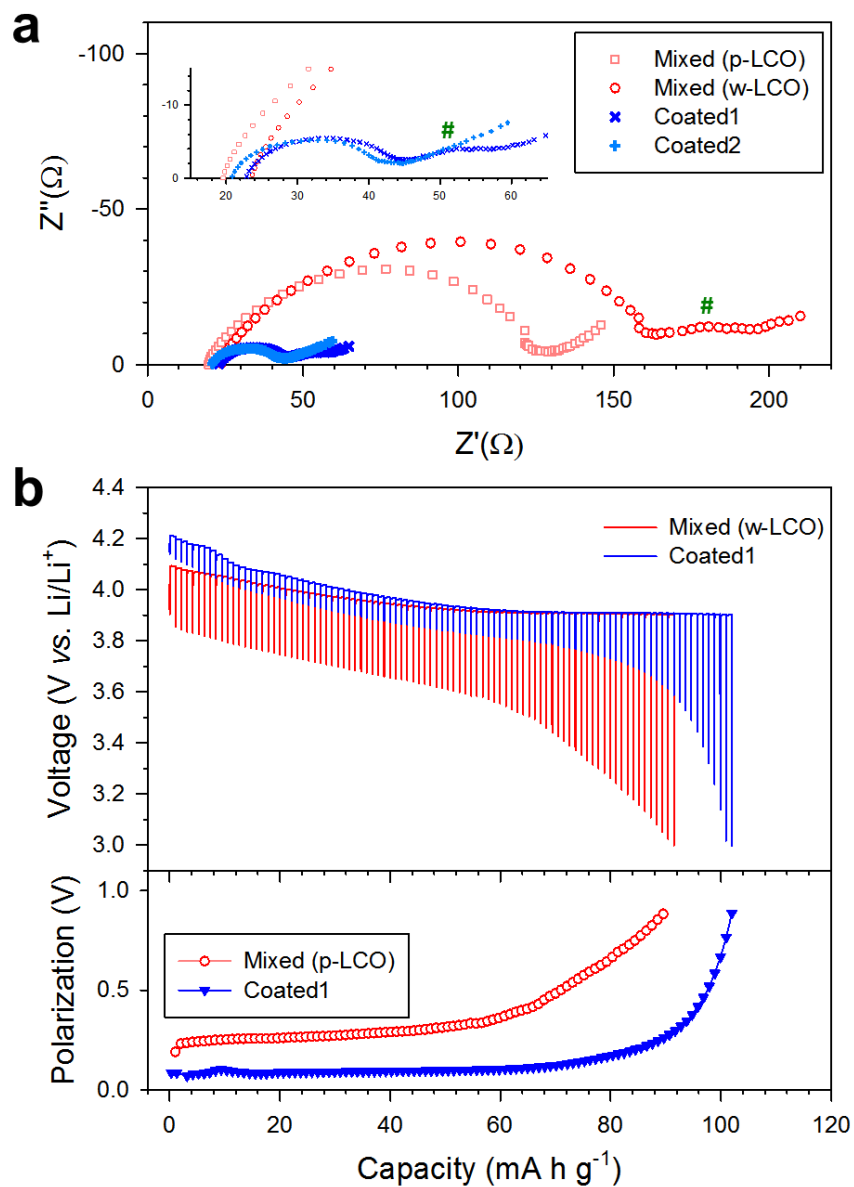 a
-100
-50
0
Z''(Ω)
Mixed (p-LCO)
Mixed (w-LCO)
Coated1
Coated2
-10
0
#
20 30 40 50 60
#
0 50 100 150 200
Z'(Ω)
b
4.4
4.2
4.0
3.8
3.6
3.4
3.2
3.0
Voltage (V vs. Li/Li⁺)
Mixed (w-LCO)
Coated1
1.0
0.5
0.0
Polarization (V)
Mixed (p-LCO)
Coated1
0 20 40 60 80 100 120
Capacity (mA h g⁻¹)